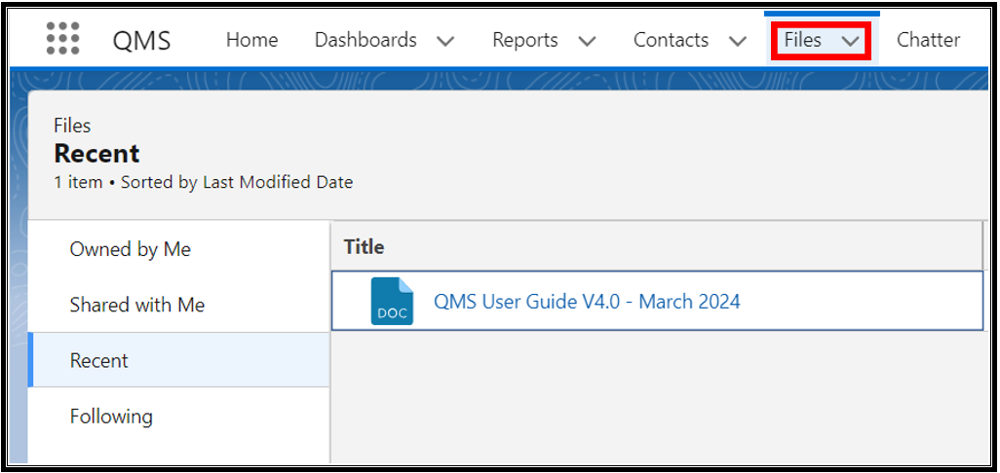 QMS Home Dashboards Reports Contacts Files Chatter
Files
Recent
1 item • Sorted by Last Modified Date
Owned by Me
Shared with Me
Recent
Following
Title
DOC QMS User Guide V4.0 - March 2024